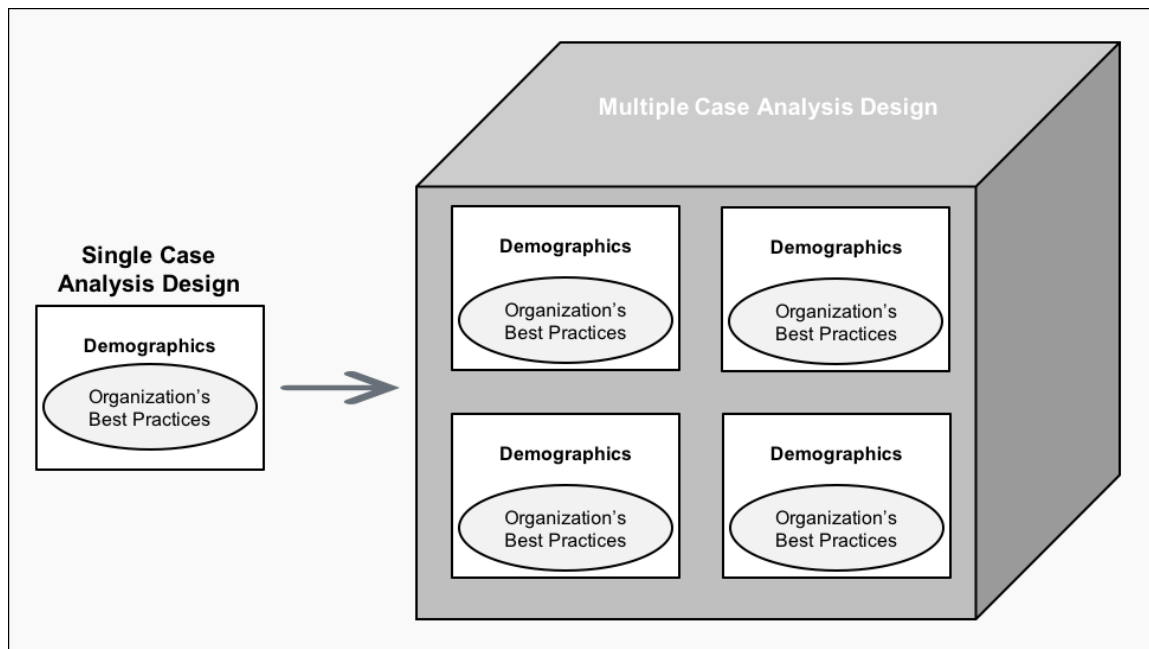 Multiple Case Analysis Design
Single Case
Analysis Design
Demographics
Organization’s
Best Practices
Demographics
Organization’s
Best Practices
Demographics
Organization’s
Best Practices
Demographics
Organization’s
Best Practices
Demographics
Organization’s
Best Practices